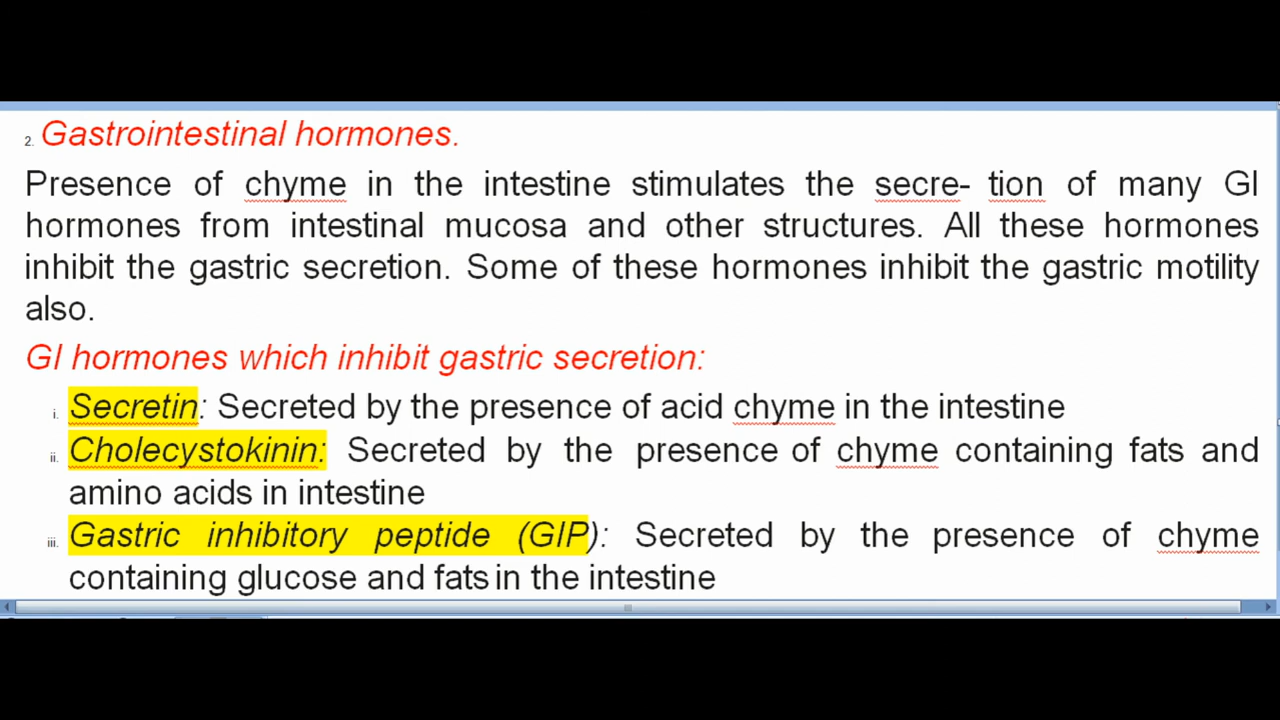 2. Gastrointestinal hormones.
Presence of chyme in the intestine stimulates the secre- tion of many GI
hormones from intestinal mucosa and other structures. All these hormones
inhibit the gastric secretion. Some of these hormones inhibit the gastric motility
also.
GI hormones which inhibit gastric secretion:
i. Secretin: Secreted by the presence of acid chyme in the intestine
ii. Cholecystokinin: Secreted by the presence of chyme containing fats and
amino acids in intestine
iii. Gastric inhibitory peptide (GIP): Secreted by the presence of chyme
containing glucose and fats in the intestine